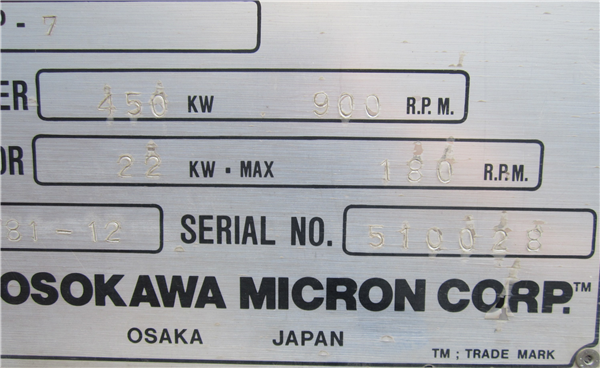 P-7
ER 450 KW 900 R.P.M.
OR 22 KW·MAX 180 R.P.M.
81-12 SERIAL NO. 510028
OSOKAWA MICRON CORP.™
OSAKA JAPAN
TM ; TRADE MARK